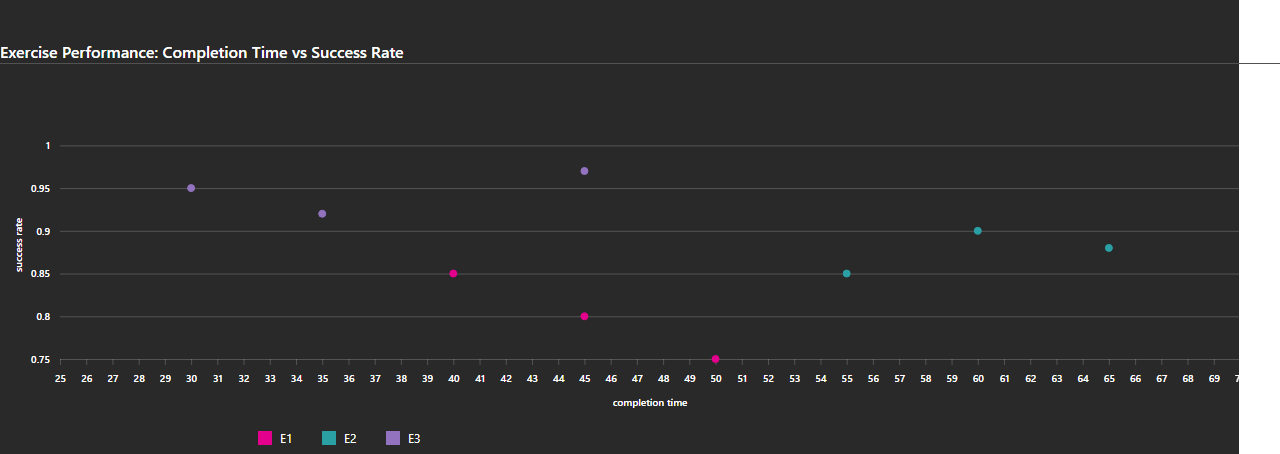 Exercise Performance: Completion Time vs Success Rate
1
0.95
0.9
0.85
0.8
0.75
success rate
25 26 27 28 29 30 31 32 33 34 35 36 37 38 39 40 41 42 43 44 45 46 47 48 49 50 51 52 53 54 55 56 57 58 59 60 61 62 63 64 65 66 67 68 69
completion time
E1 E2 E3